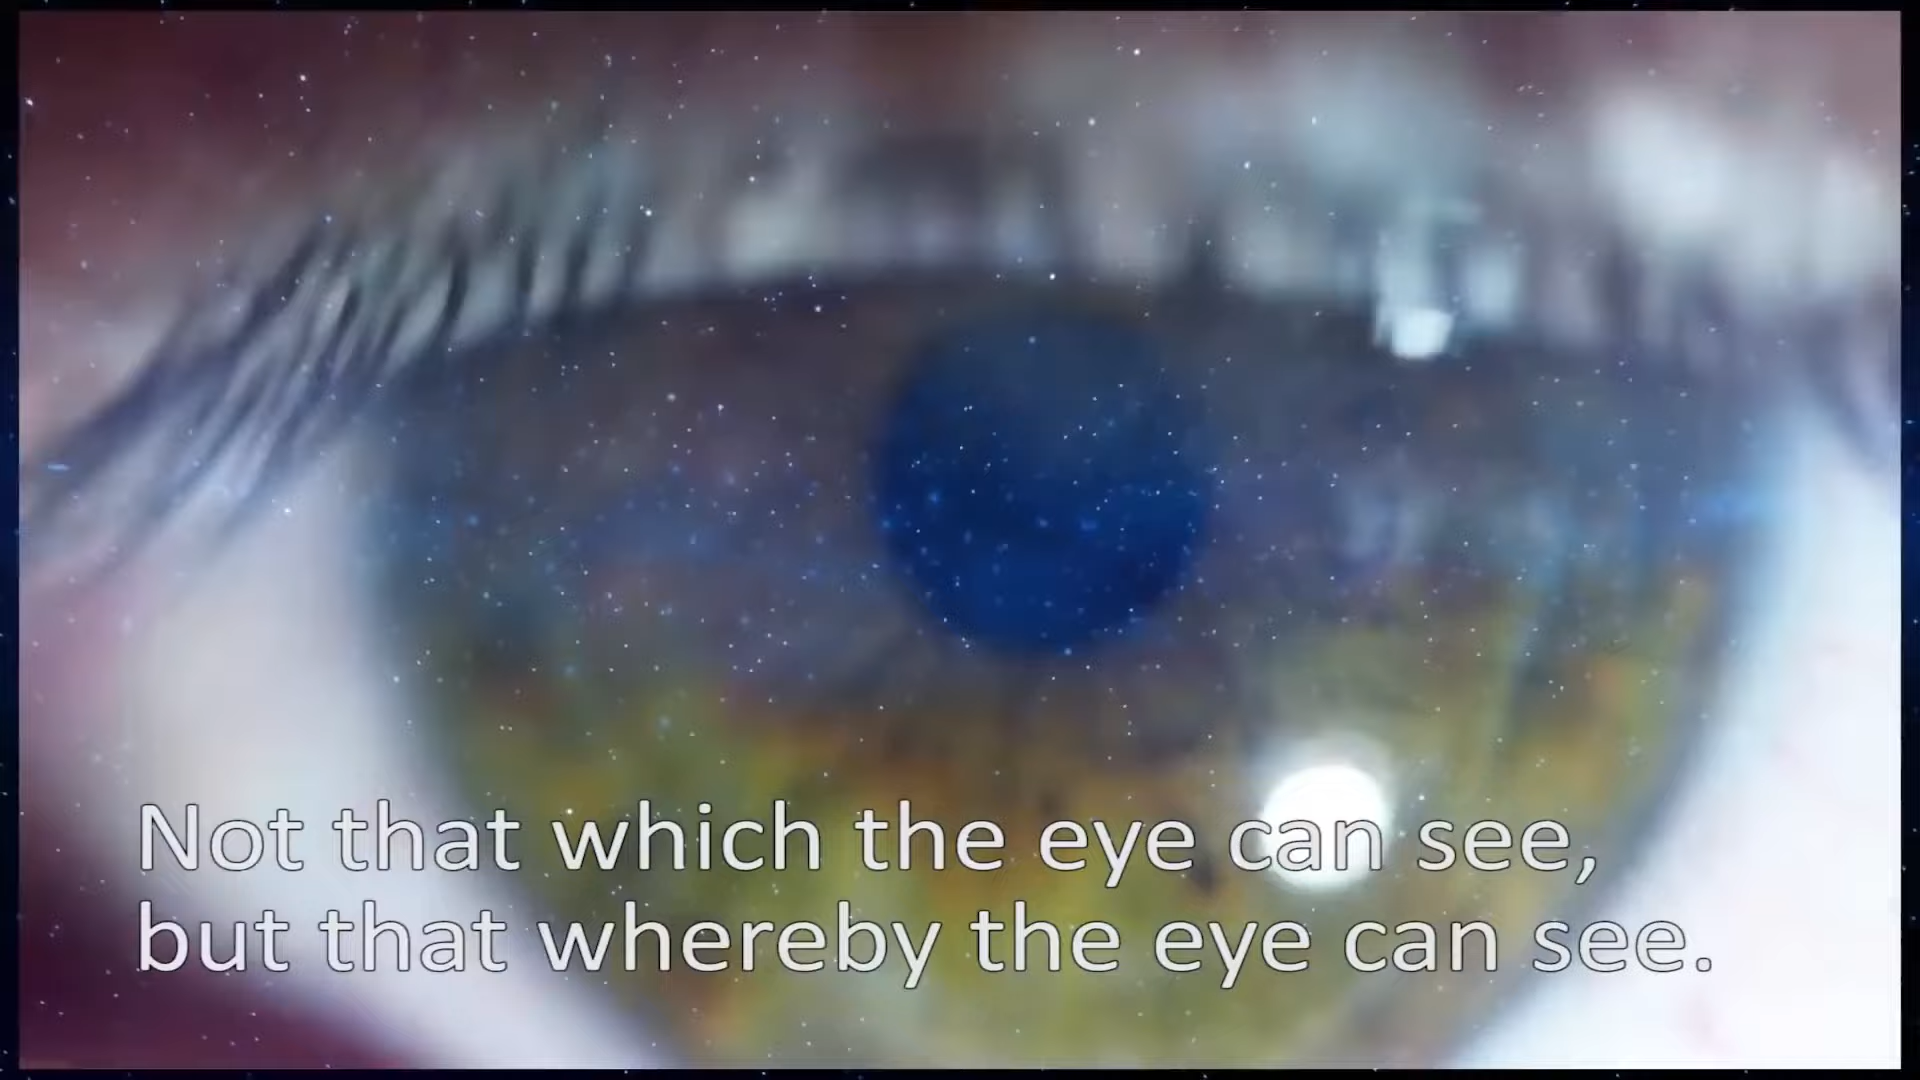 Not that which the eye can see,
but that whereby the eye can see.